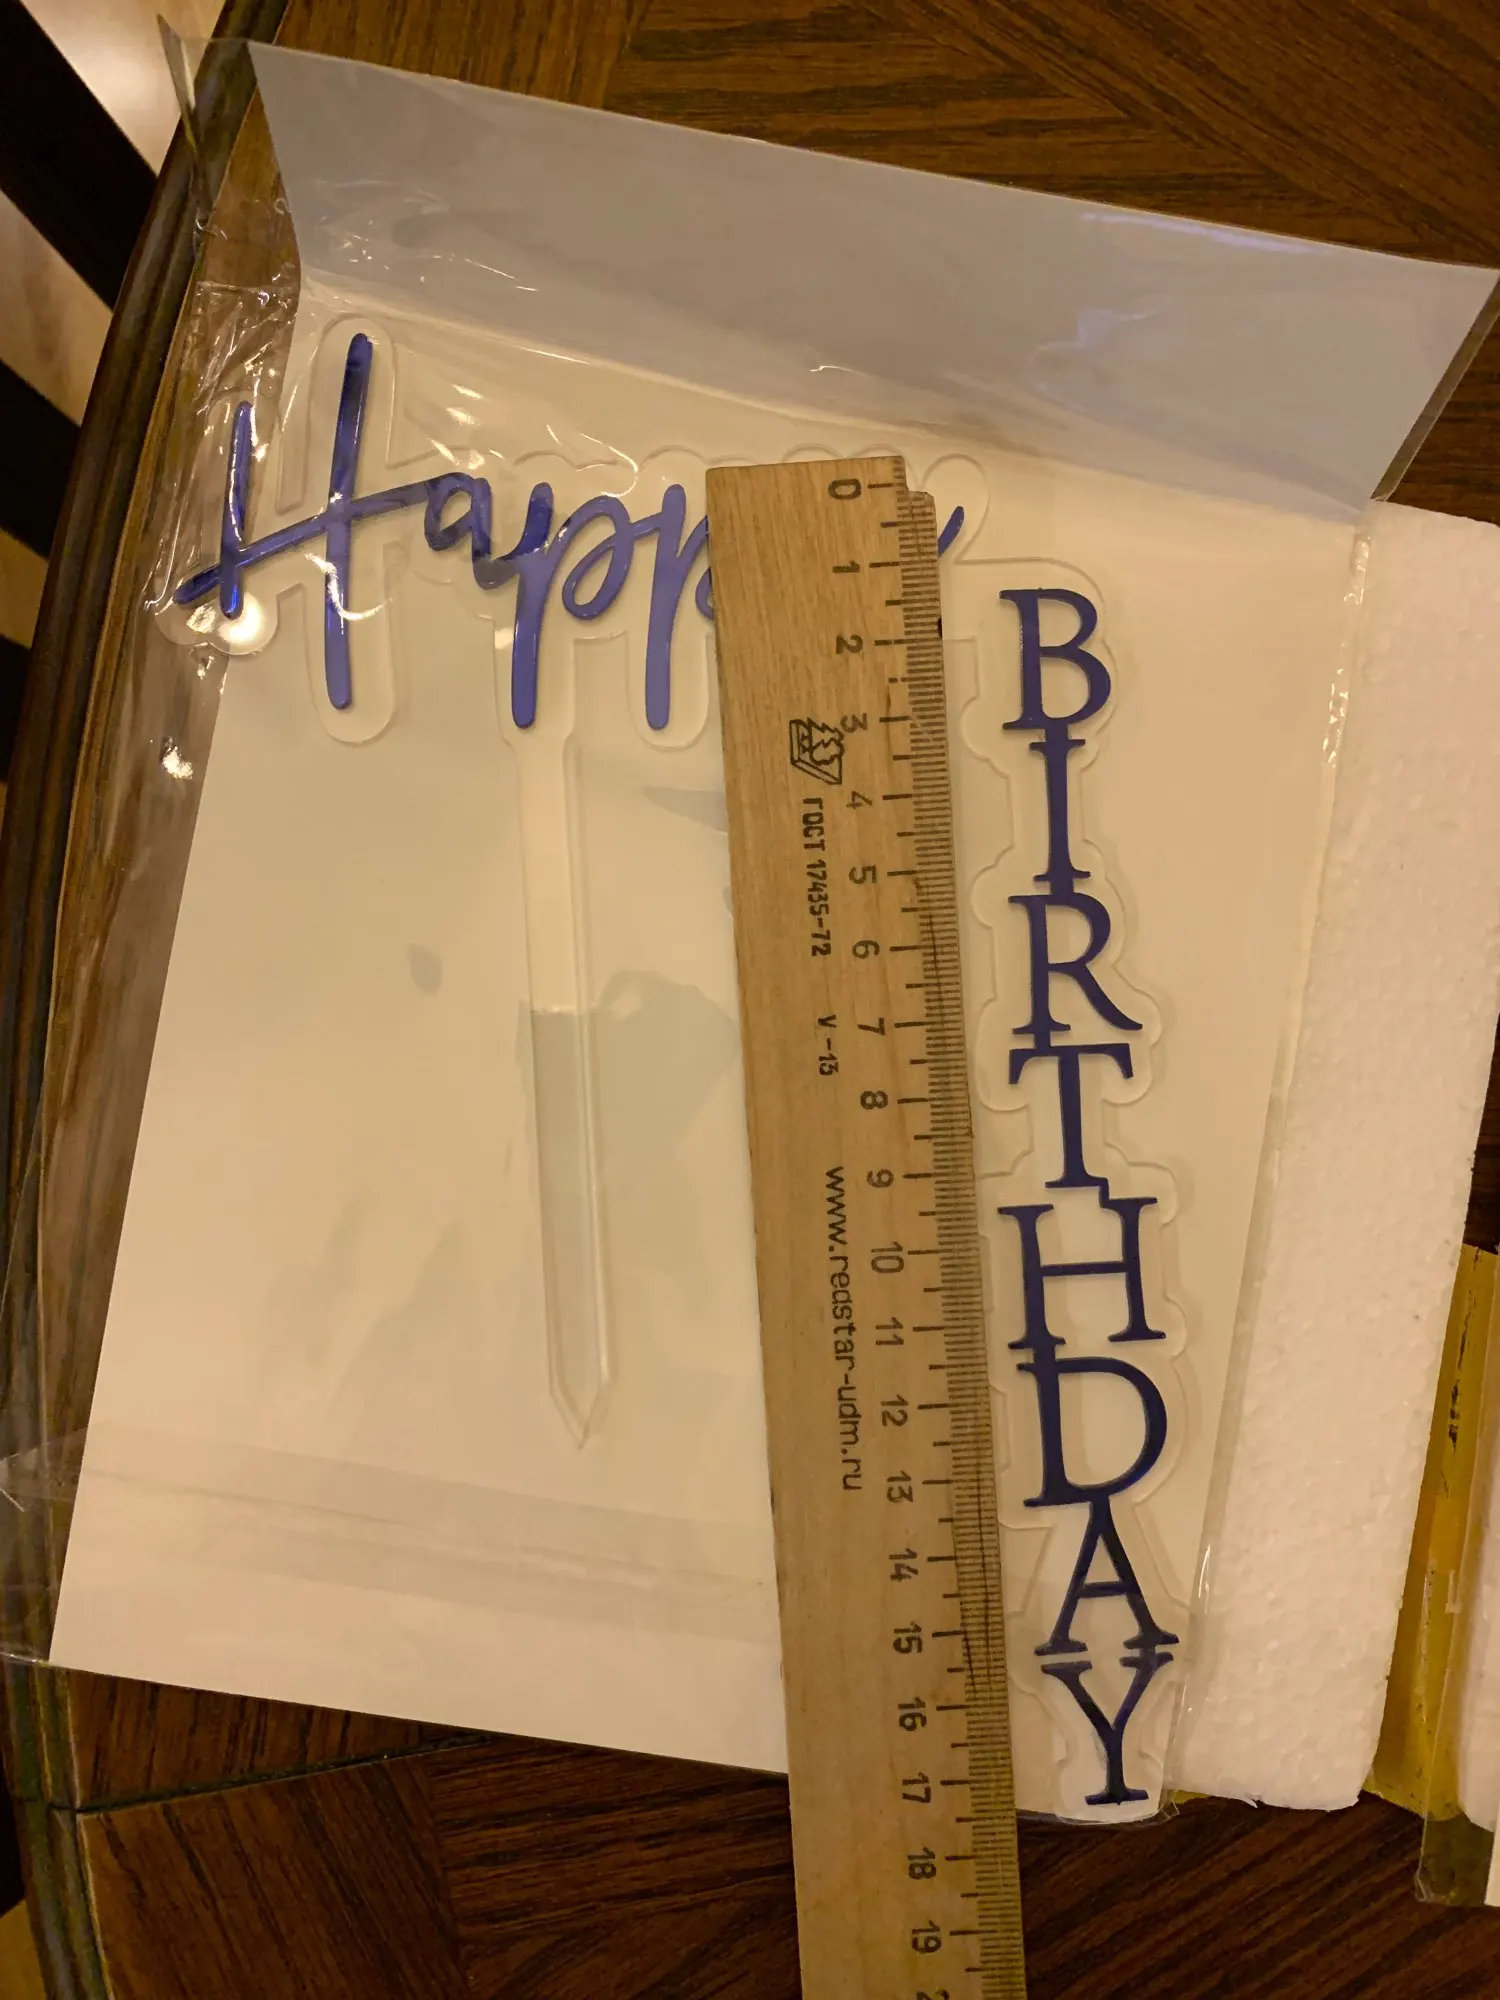 Happy
BIRTHDAY
0 1 2 3 4 5 6 7 8 9 10 11 12 13 14 15 16 17 18 19
ГОСТ 17435-72 У-13
www.redstar-udm.ru